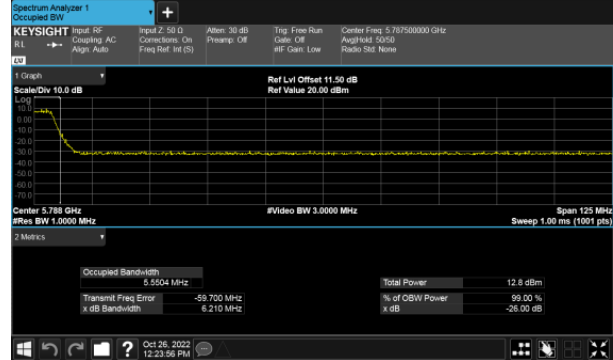 Spectrum Analyzer 1
Occupied BW
+
KEYSIGHT
Input: RF
Coupling: AC
Align: Auto
Input Z: 50 Ω
Corrections: On
Freq Ref: Int (S)
Atten: 30 dB
Preamp: Off
Trig: Free Run
Gate: Off
#IF Gain: Low
Center Freq: 5.787500000 GHz
Avg|Hold: 50/50
Radio Std: None
RL
LXI
1 Graph
Scale/Div 10.0 dB
Ref Lvl Offset 11.50 dB
Ref Value 20.00 dBm
Log
10.0
0.00
-10.0
-20.0
-30.0
-40.0
-50.0
-60.0
-70.0
Center 5.788 GHz
#Res BW 1.0000 MHz
#Video BW 3.0000 MHz
Span 125 MHz
Sweep 1.00 ms (1001 pts)
2 Metrics
Occupied Bandwidth
5.5504 MHz
Total Power 12.8 dBm
Transmit Freq Error -59.700 MHz
% of OBW Power 99.00 %
x dB Bandwidth 6.210 MHz
x dB -26.00 dB
?
Oct 26, 2022
12:23:56 PM